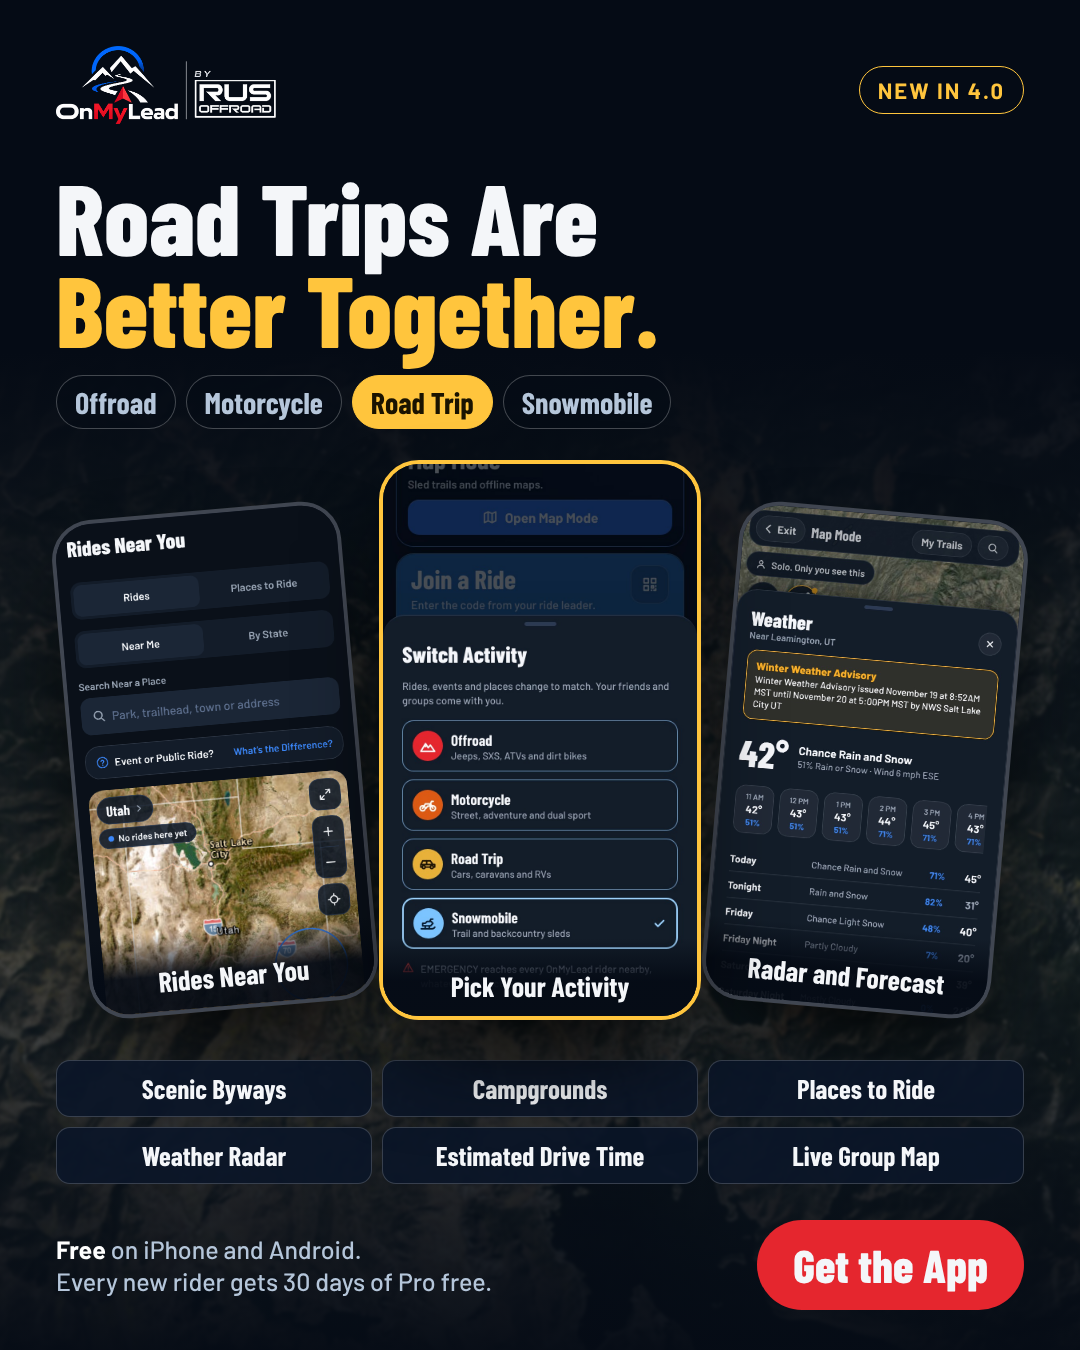 OnMyLead
BY
RUS
OFFROAD
NEW IN 4.0
Road Trips Are
Better Together.
Offroad
Motorcycle
Road Trip
Snowmobile
Rides Near You
Rides
Places to Ride
Near Me
By State
Search Near a Place
Park, trailhead, town or address
Event or Public Ride?
What's the Difference?
Utah
No rides here yet
Salt Lake
City
Utah
Rides Near You
Map Mode
Sled trails and offline maps.
Open Map Mode
Join a Ride
Enter the code from your ride leader.
Switch Activity
Rides, events and places change to match. Your friends and
groups come with you.
Offroad
Jeeps, SXS, ATVs and dirt bikes
Motorcycle
Street, adventure and dual sport
Road Trip
Cars, caravans and RVs
Snowmobile
Trail and backcountry sleds
EMERGENCY reaches every OnMyLead rider nearby,
Pick Your Activity
Exit
Map Mode
My Trails
Solo. Only you see this
Weather
Near Leamington, UT
Winter Weather Advisory
Winter Weather Advisory issued November 19 at 8:52AM
MST until November 20 at 5:00PM MST by NWS Salt Lake
City UT
42°
Chance Rain and Snow
51% Rain or Snow · Wind 6 mph ESE
11 AM
42°
51%
12 PM
43°
51%
1 PM
43°
51%
2 PM
44°
71%
3 PM
45°
71%
4 PM
43°
71%
Today
Chance Rain and Snow
71%
45°
Tonight
Rain and Snow
82%
31°
Friday
Chance Light Snow
48%
40°
Friday Night
Partly Cloudy
7%
20°
Radar and Forecast
Scenic Byways
Campgrounds
Places to Ride
Weather Radar
Estimated Drive Time
Live Group Map
Free on iPhone and Android.
Every new rider gets 30 days of Pro free.
Get the App